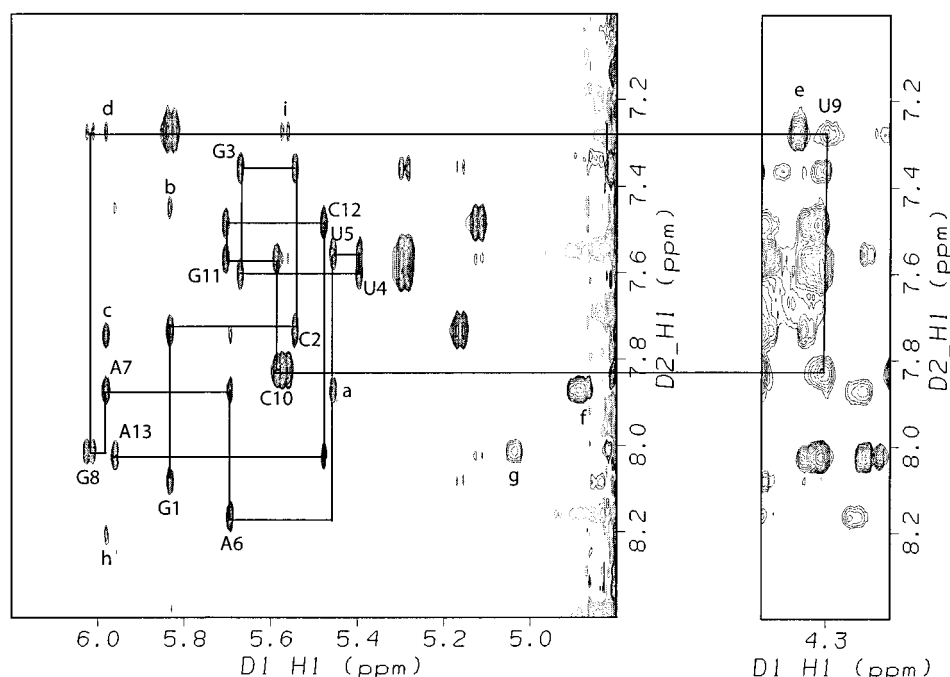 d
i
e
U9
7.2
7.2
G3
b
7.4
7.4
C12
U5
G11
7.6
7.6
U4
D2_H1 (ppm)
D2_H1 (ppm)
c
C2
A7
7.8
7.8
C10
a
f
A13
8.0
8.0
G8
g
G1
h
A6
8.2
8.2
6.0
5.8
5.6
5.4
5.2
5.0
4.3
D1 H1 (ppm)
D1 H1 (ppm)